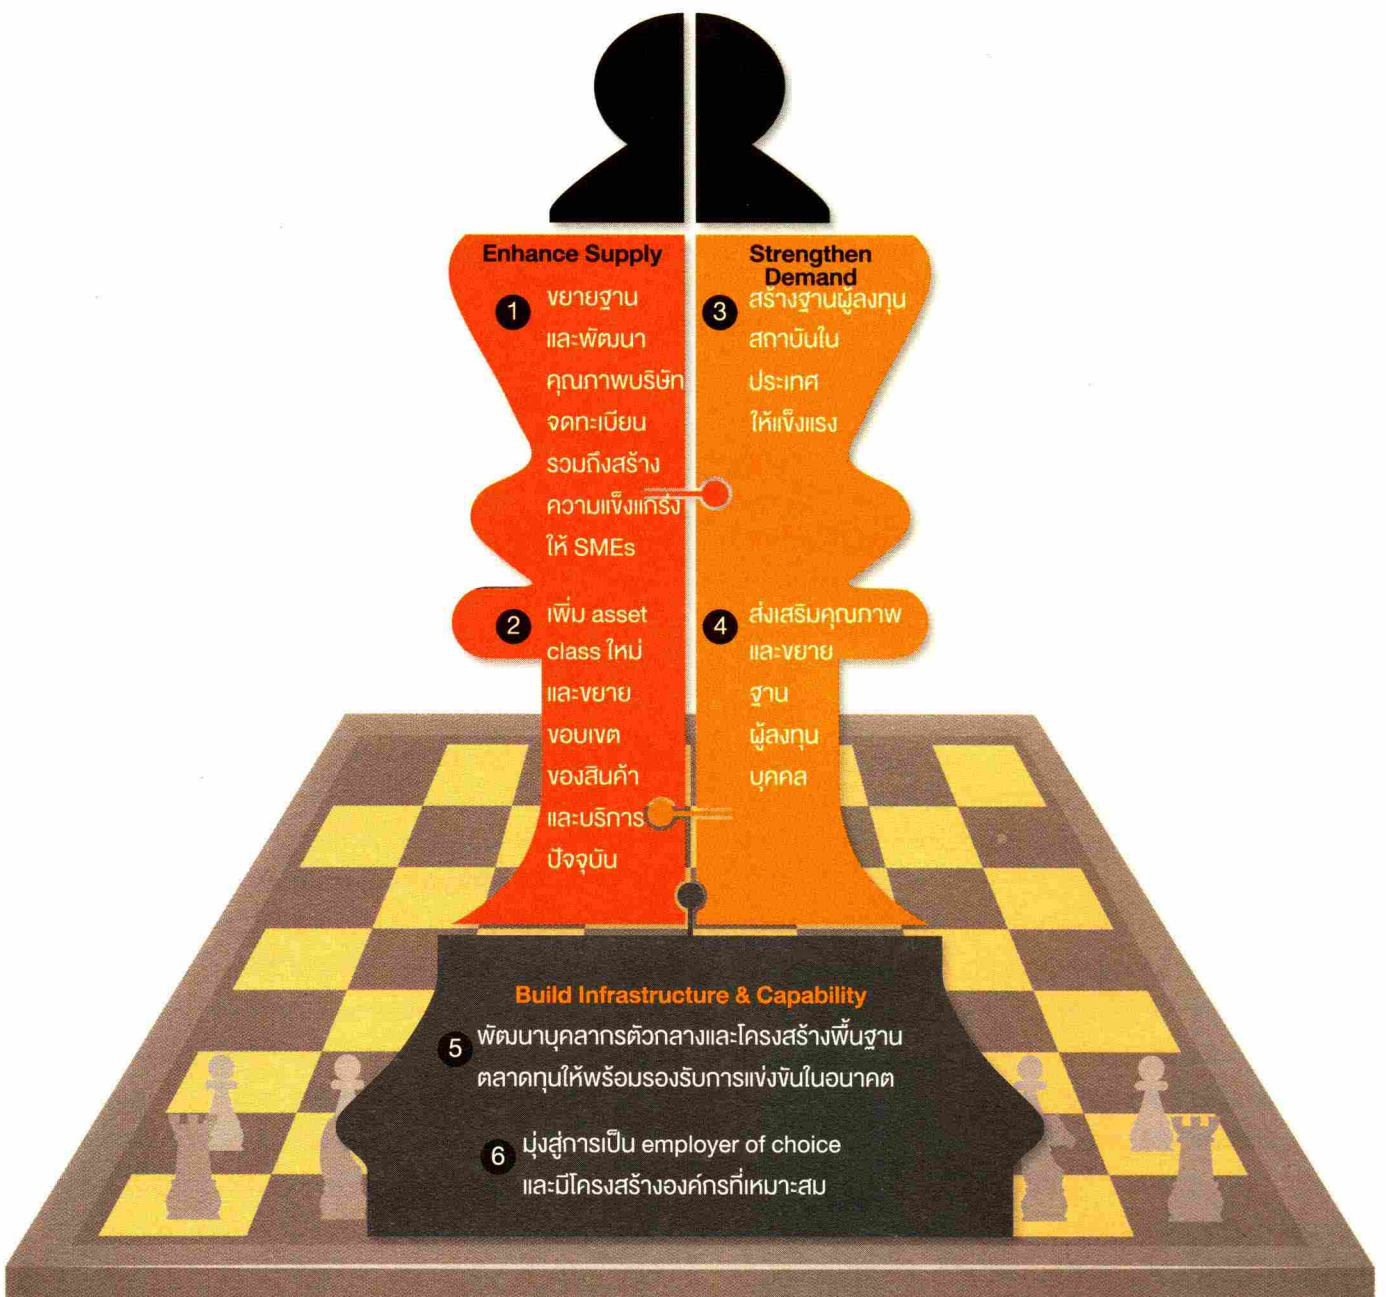 Enhance Supply
1
ขยายฐาน
และพัฒนา
คุณภาพบริษัท
จดทะเบียน
รวมถึงสร้าง
ความแข็งแกร่ง
ให้ SMEs
2
เพิ่ม asset
class ใหม่
และขยาย
ขอบเขต
ของสินค้า
และบริการ
ปัจจุบัน
Strengthen
Demand
3
สร้างฐานผู้ลงทุน
สถาบันใน
ประเทศ
ให้แข็งแรง
4
ส่งเสริมคุณภาพ
และขยาย
ฐาน
ผู้ลงทุน
บุคคล
Build Infrastructure & Capability
5
พัฒนาบุคลากรตัวกลางและโครงสร้างพื้นฐาน
ตลาดทุนให้พร้อมรองรับการแข่งขันในอนาคต
6
มุ่งสู่การเป็น employer of choice
และมีโครงสร้างองค์กรที่เหมาะสม